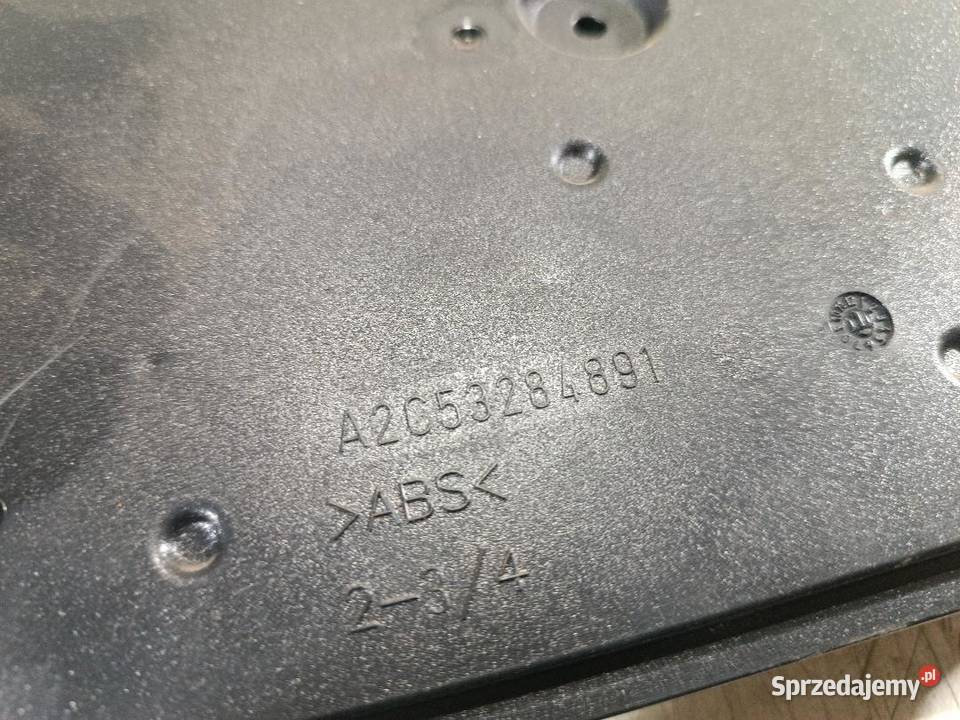 A2C53284891
>ABS<
2-3/4
Sprzedajemy.pl